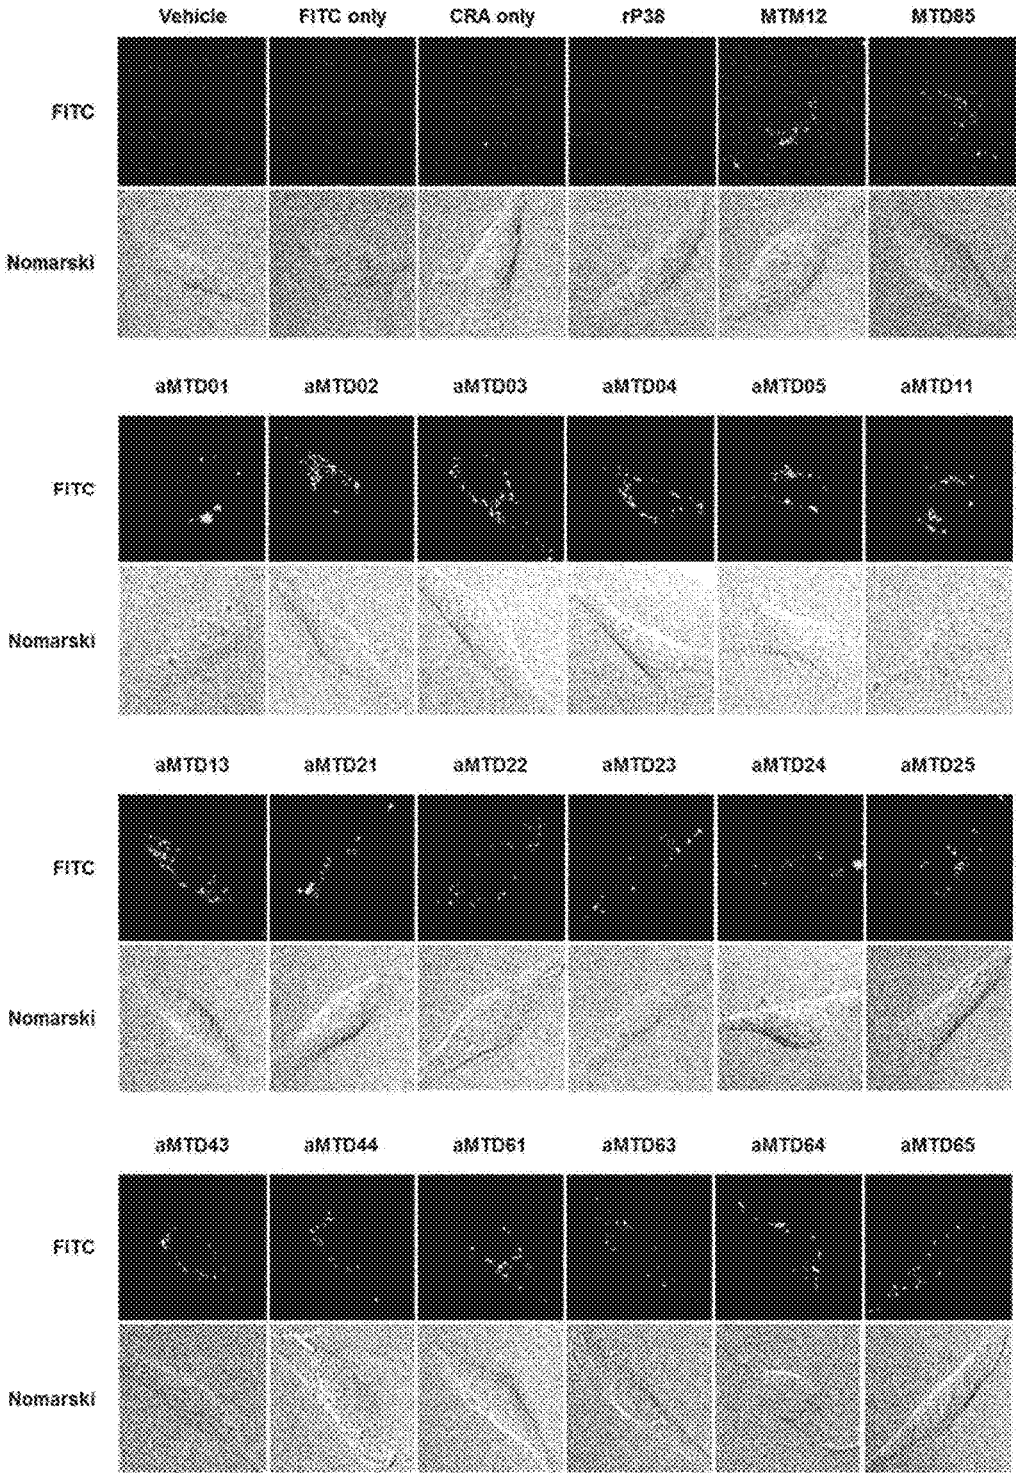 Vehicle FITC only CRA only rP38 MTM12 MTD85
FITC
Nomarski
aMTD01 aMTD02 aMTD03 aMTD04 aMTD05 aMTD11
FITC
Nomarski
aMTD13 aMTD21 aMTD22 aMTD23 aMTD24 aMTD25
FITC
Nomarski
aMTD43 aMTD44 aMTD61 aMTD63 aMTD64 aMTD65
FITC
Nomarski